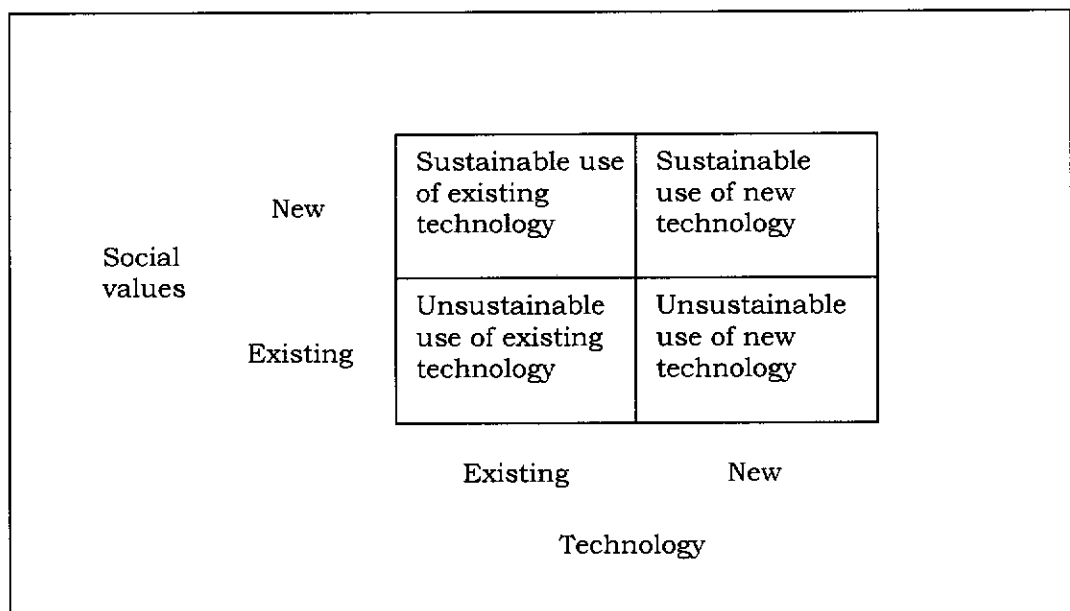 Sustainable use
of existing
technology
Sustainable
use of new
technology
New
Social
values
Unsustainable
use of existing
technology
Unsustainable
use of new
technology
Existing
Existing
New
Technology